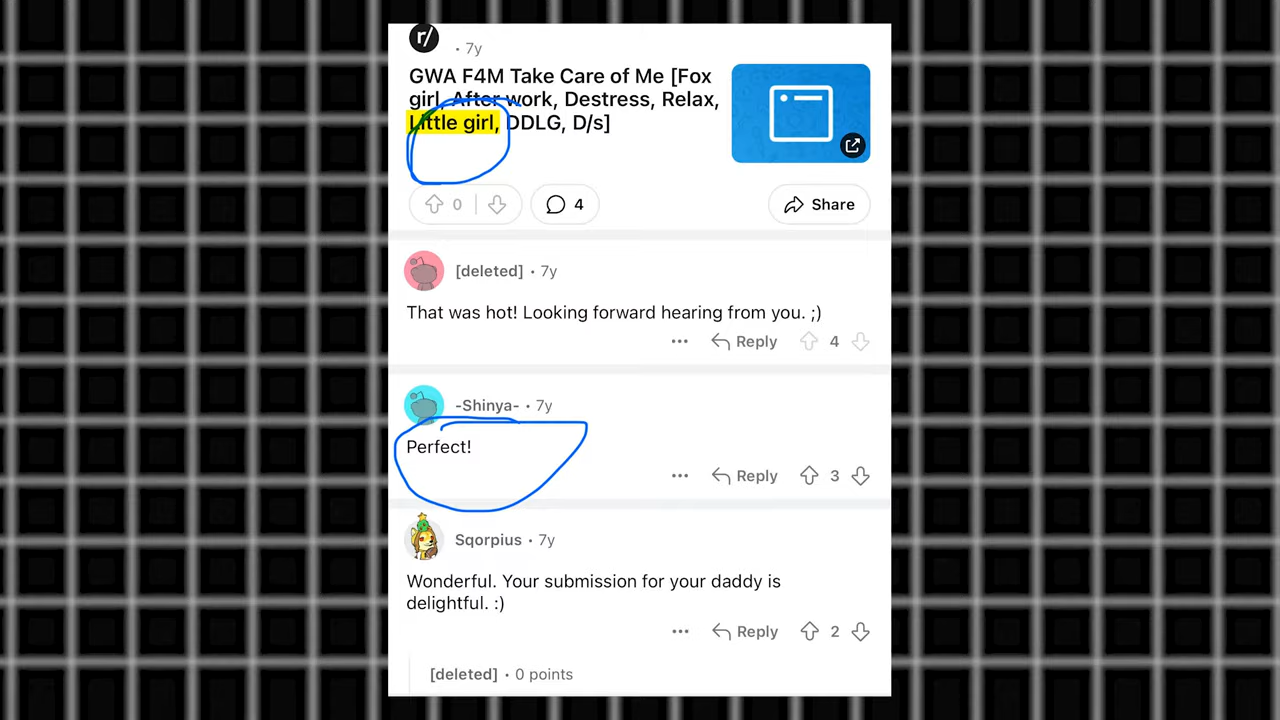 r/
• 7y
GWA F4M Take Care of Me [Fox
girl, After work, Destress, Relax,
Little girl, DDLG, D/s]
0
4
Share
[deleted] • 7y
That was hot! Looking forward hearing from you. ;)
••• Reply 4
-Shinya- • 7y
Perfect!
••• Reply 3
Sqorpius • 7y
Wonderful. Your submission for your daddy is
delightful. :)
••• Reply 2
[deleted] • 0 points